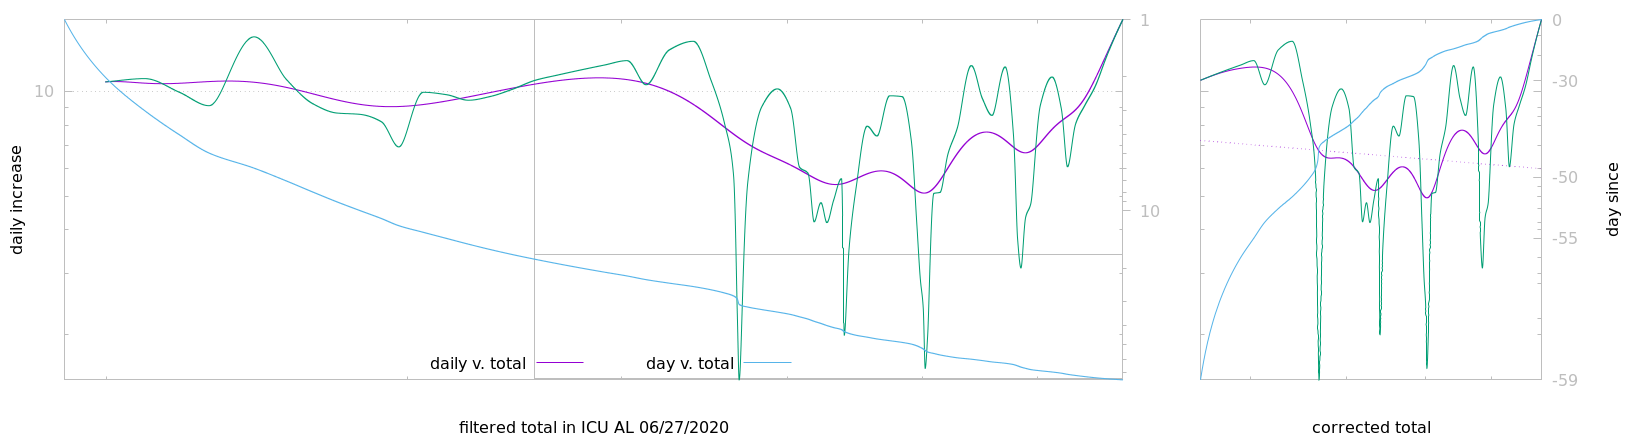 1
0
10
-30
daily increase
day since
-50
10
-55
daily v. total
day v. total
-59
filtered total in ICU AL 06/27/2020
corrected total